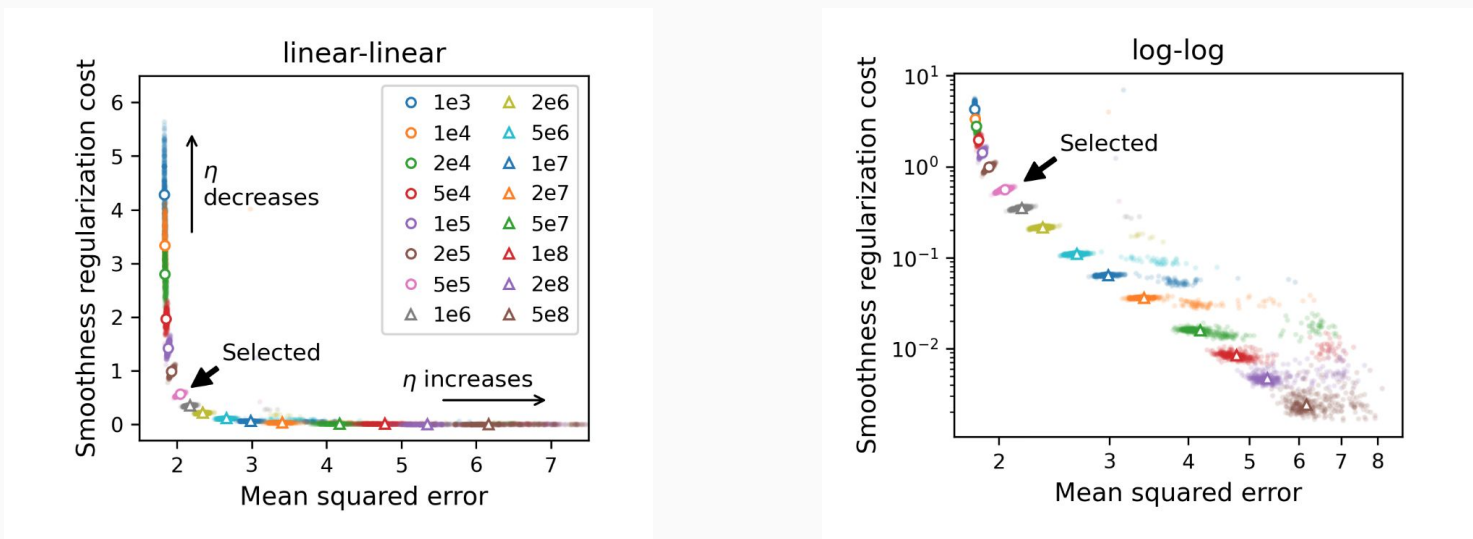 linear-linear
Smoothness regularization cost
6
5
4
3
2
1
0
η
decreases
Selected
η increases
1e3
1e4
2e4
5e4
1e5
2e5
5e5
1e6
2e6
5e6
1e7
2e7
5e7
1e8
2e8
5e8
2 3 4 5 6 7
Mean squared error
log-log
Smoothness regularization cost
10¹
10⁰
10⁻¹
10⁻²
Selected
2 3 4 5 6 7 8
Mean squared error